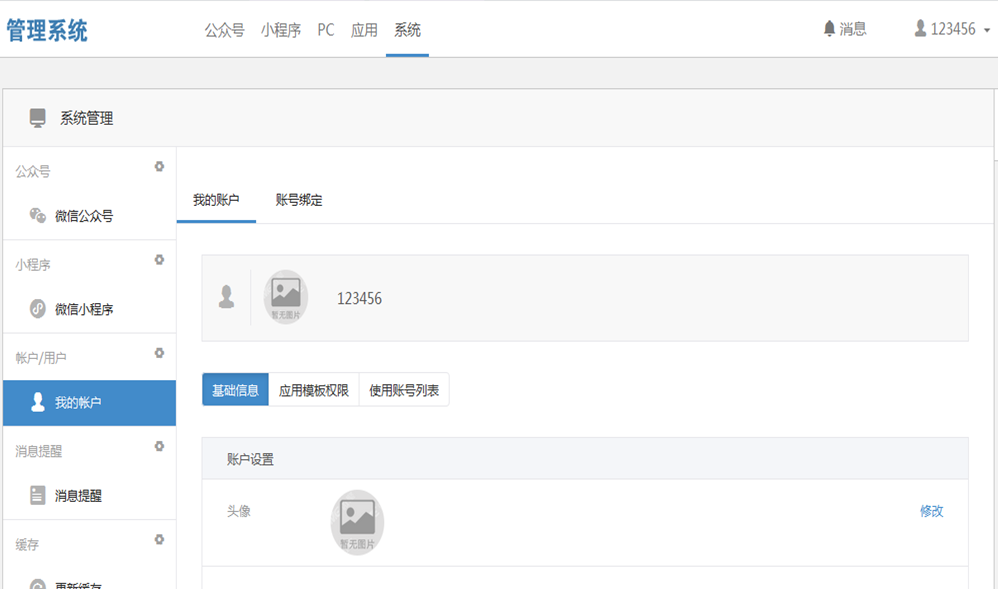 管理系统
公众号 小程序 PC 应用 系统
消息 123456
系统管理
公众号
微信公众号
小程序
微信小程序
帐户/用户
我的帐户
消息提醒
消息提醒
缓存
更新缓存
我的账户 账号绑定
暂无图片
123456
基础信息 应用模板权限 使用账号列表
账户设置
头像
暂无图片
修改